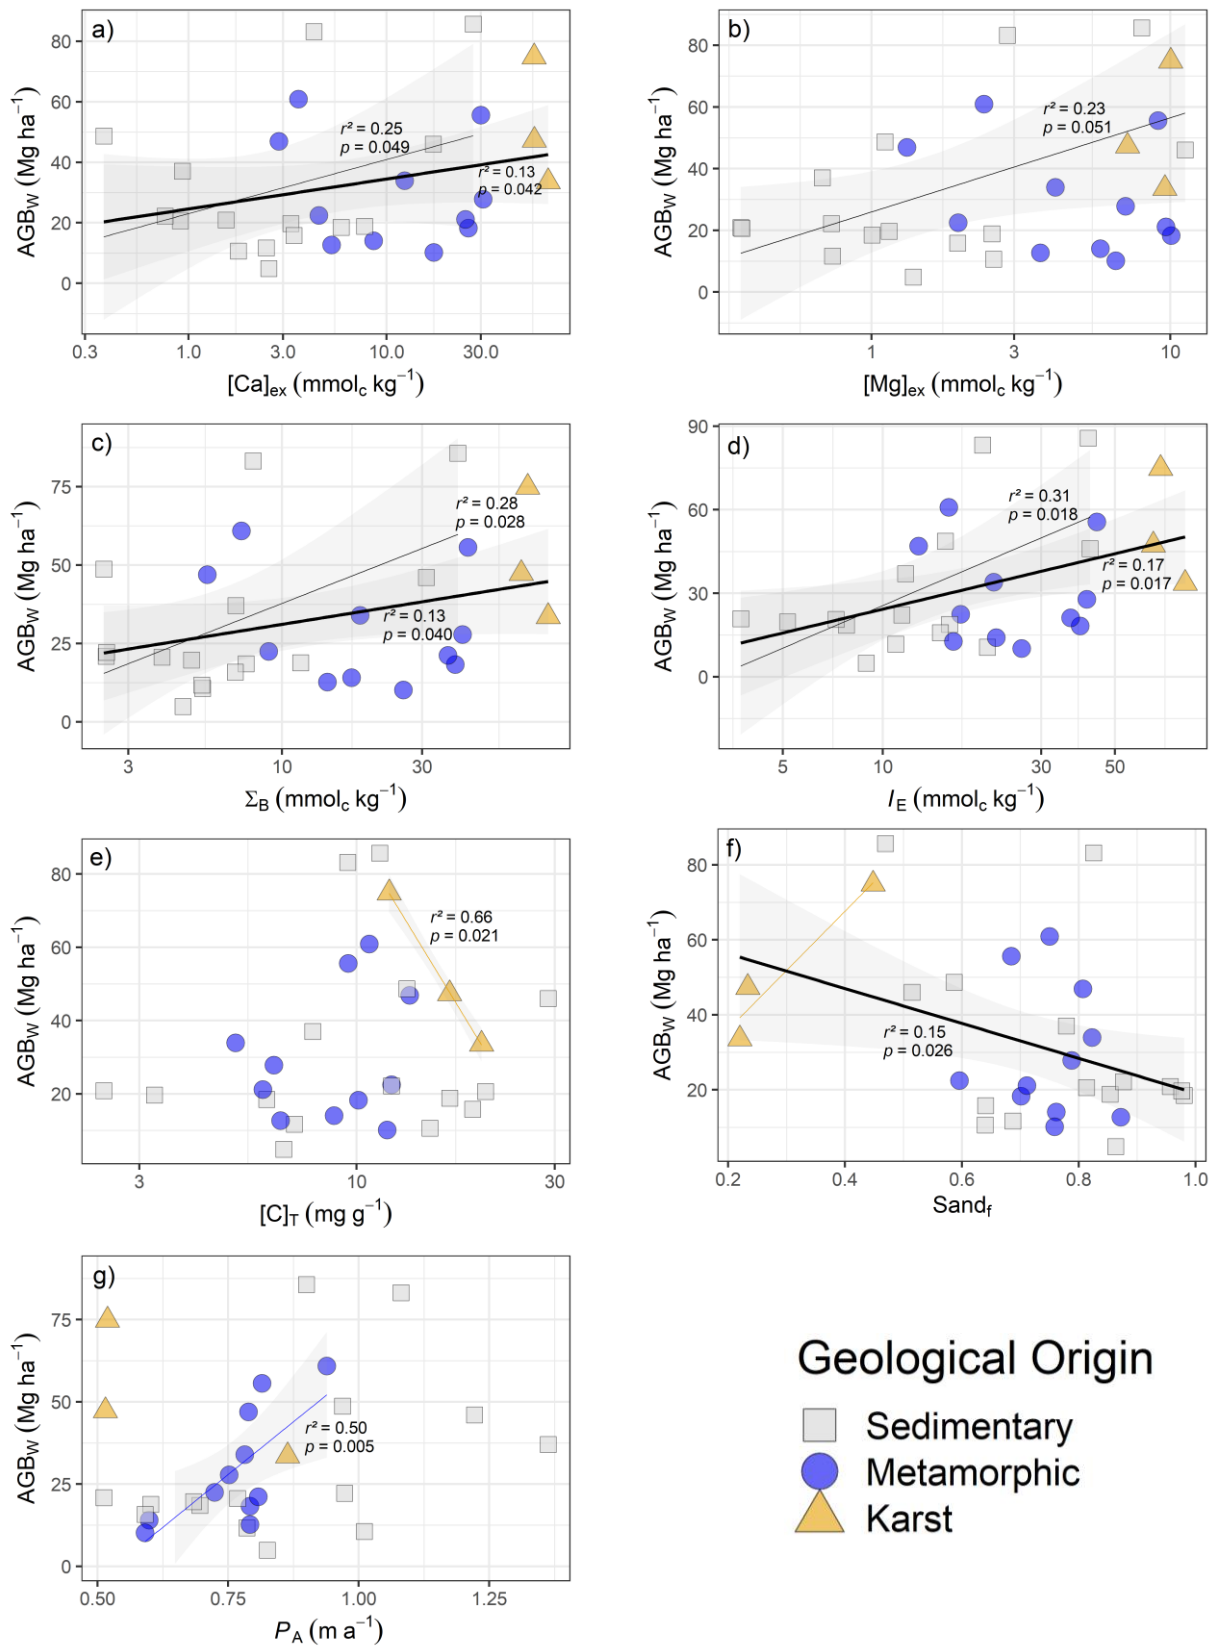 a)
AGB_W (Mg ha⁻¹)
80
60
40
20
0
r² = 0.25
p = 0.049
r² = 0.13
p = 0.042
0.3 1.0 3.0 10.0 30.0
[Ca]ex (mmolc kg⁻¹)
b)
AGB_W (Mg ha⁻¹)
80
60
40
20
0
r² = 0.23
p = 0.051
1 3 10
[Mg]ex (mmolc kg⁻¹)
c)
AGB_W (Mg ha⁻¹)
75
50
25
0
r² = 0.28
p = 0.028
r² = 0.13
p = 0.040
3 10 30
Σ_B (mmolc kg⁻¹)
d)
AGB_W (Mg ha⁻¹)
90
60
30
0
r² = 0.31
p = 0.018
r² = 0.17
p = 0.017
5 10 30 50
I_E (mmolc kg⁻¹)
e)
AGB_W (Mg ha⁻¹)
80
60
40
20
r² = 0.66
p = 0.021
3 10 30
[C]_T (mg g⁻¹)
f)
AGB_W (Mg ha⁻¹)
80
60
40
20
r² = 0.15
p = 0.026
0.2 0.4 0.6 0.8 1.0
Sand_f
g)
AGB_W (Mg ha⁻¹)
75
50
25
0
r² = 0.50
p = 0.005
0.50 0.75 1.00 1.25
P_A (m a⁻¹)
Geological Origin
Sedimentary
Metamorphic
Karst